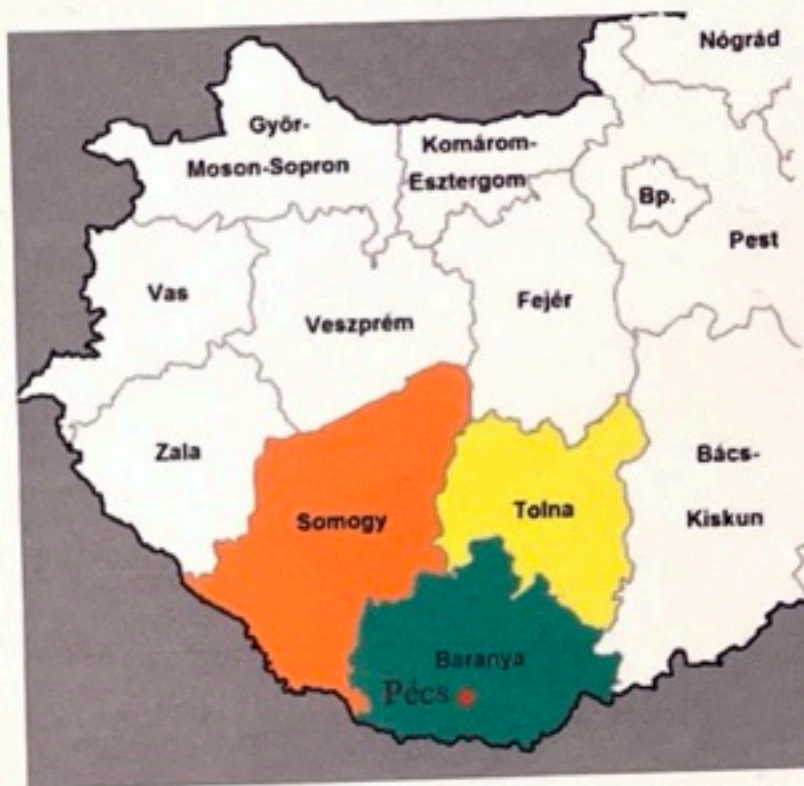 Nógrád
Győr-
Moson-Sopron
Komárom-
Esztergom
Bp.
Pest
Vas
Veszprém
Fejér
Zala
Somogy
Tolna
Bács-
Kiskun
Baranya
Pécs